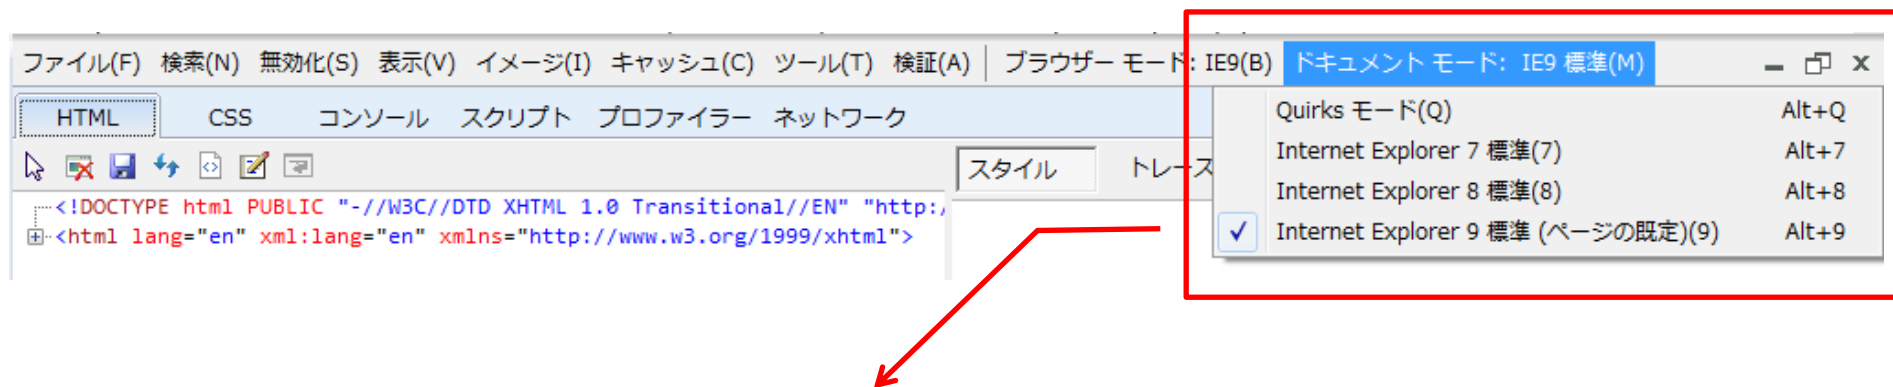 ファイル(F) 検索(N) 無効化(S) 表示(V) イメージ(I) キャッシュ(C) ツール(T) 検証(A) ブラウザー モード: IE9(B) ドキュメント モード: IE9 標準(M)
HTML CSS コンソール スクリプト プロファイラー ネットワーク
Quirks モード(Q) Alt+Q
Internet Explorer 7 標準(7) Alt+7
Internet Explorer 8 標準(8) Alt+8
Internet Explorer 9 標準 (ページの既定)(9) Alt+9
スタイル トレース
<!DOCTYPE html PUBLIC "-//W3C//DTD XHTML 1.0 Transitional//EN" "http:/
<html lang="en" xml:lang="en" xmlns="http://www.w3.org/1999/xhtml">